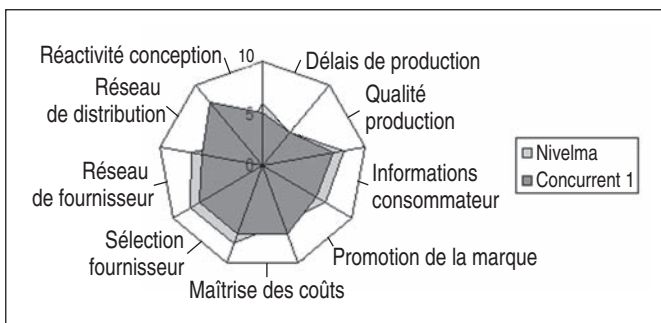 Réactivité conception
10
Délais de production
Réseau
de distribution
Qualité
production
5
Réseau
de fournisseur
0
Informations
consommateur
Nivelma
Concurrent 1
Sélection
fournisseur
Promotion de la marque
Maîtrise des coûts